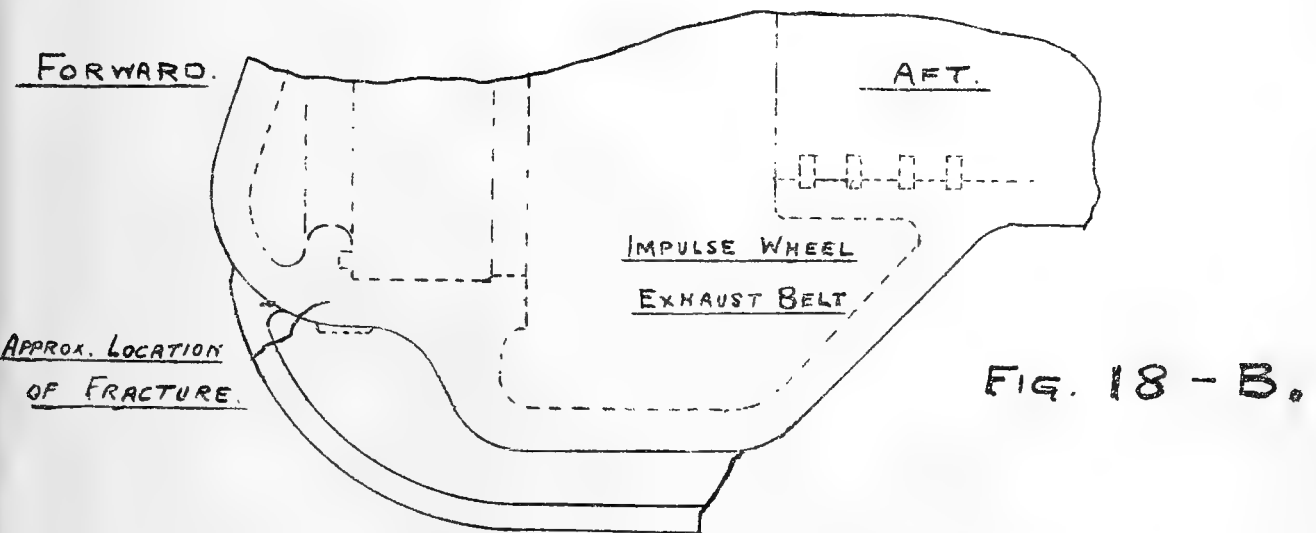 FORWARD.
AFT.
IMPULSE WHEEL
EXHAUST BELT
APPROX. LOCATION
OF FRACTURE.
FIG. 18 - B.